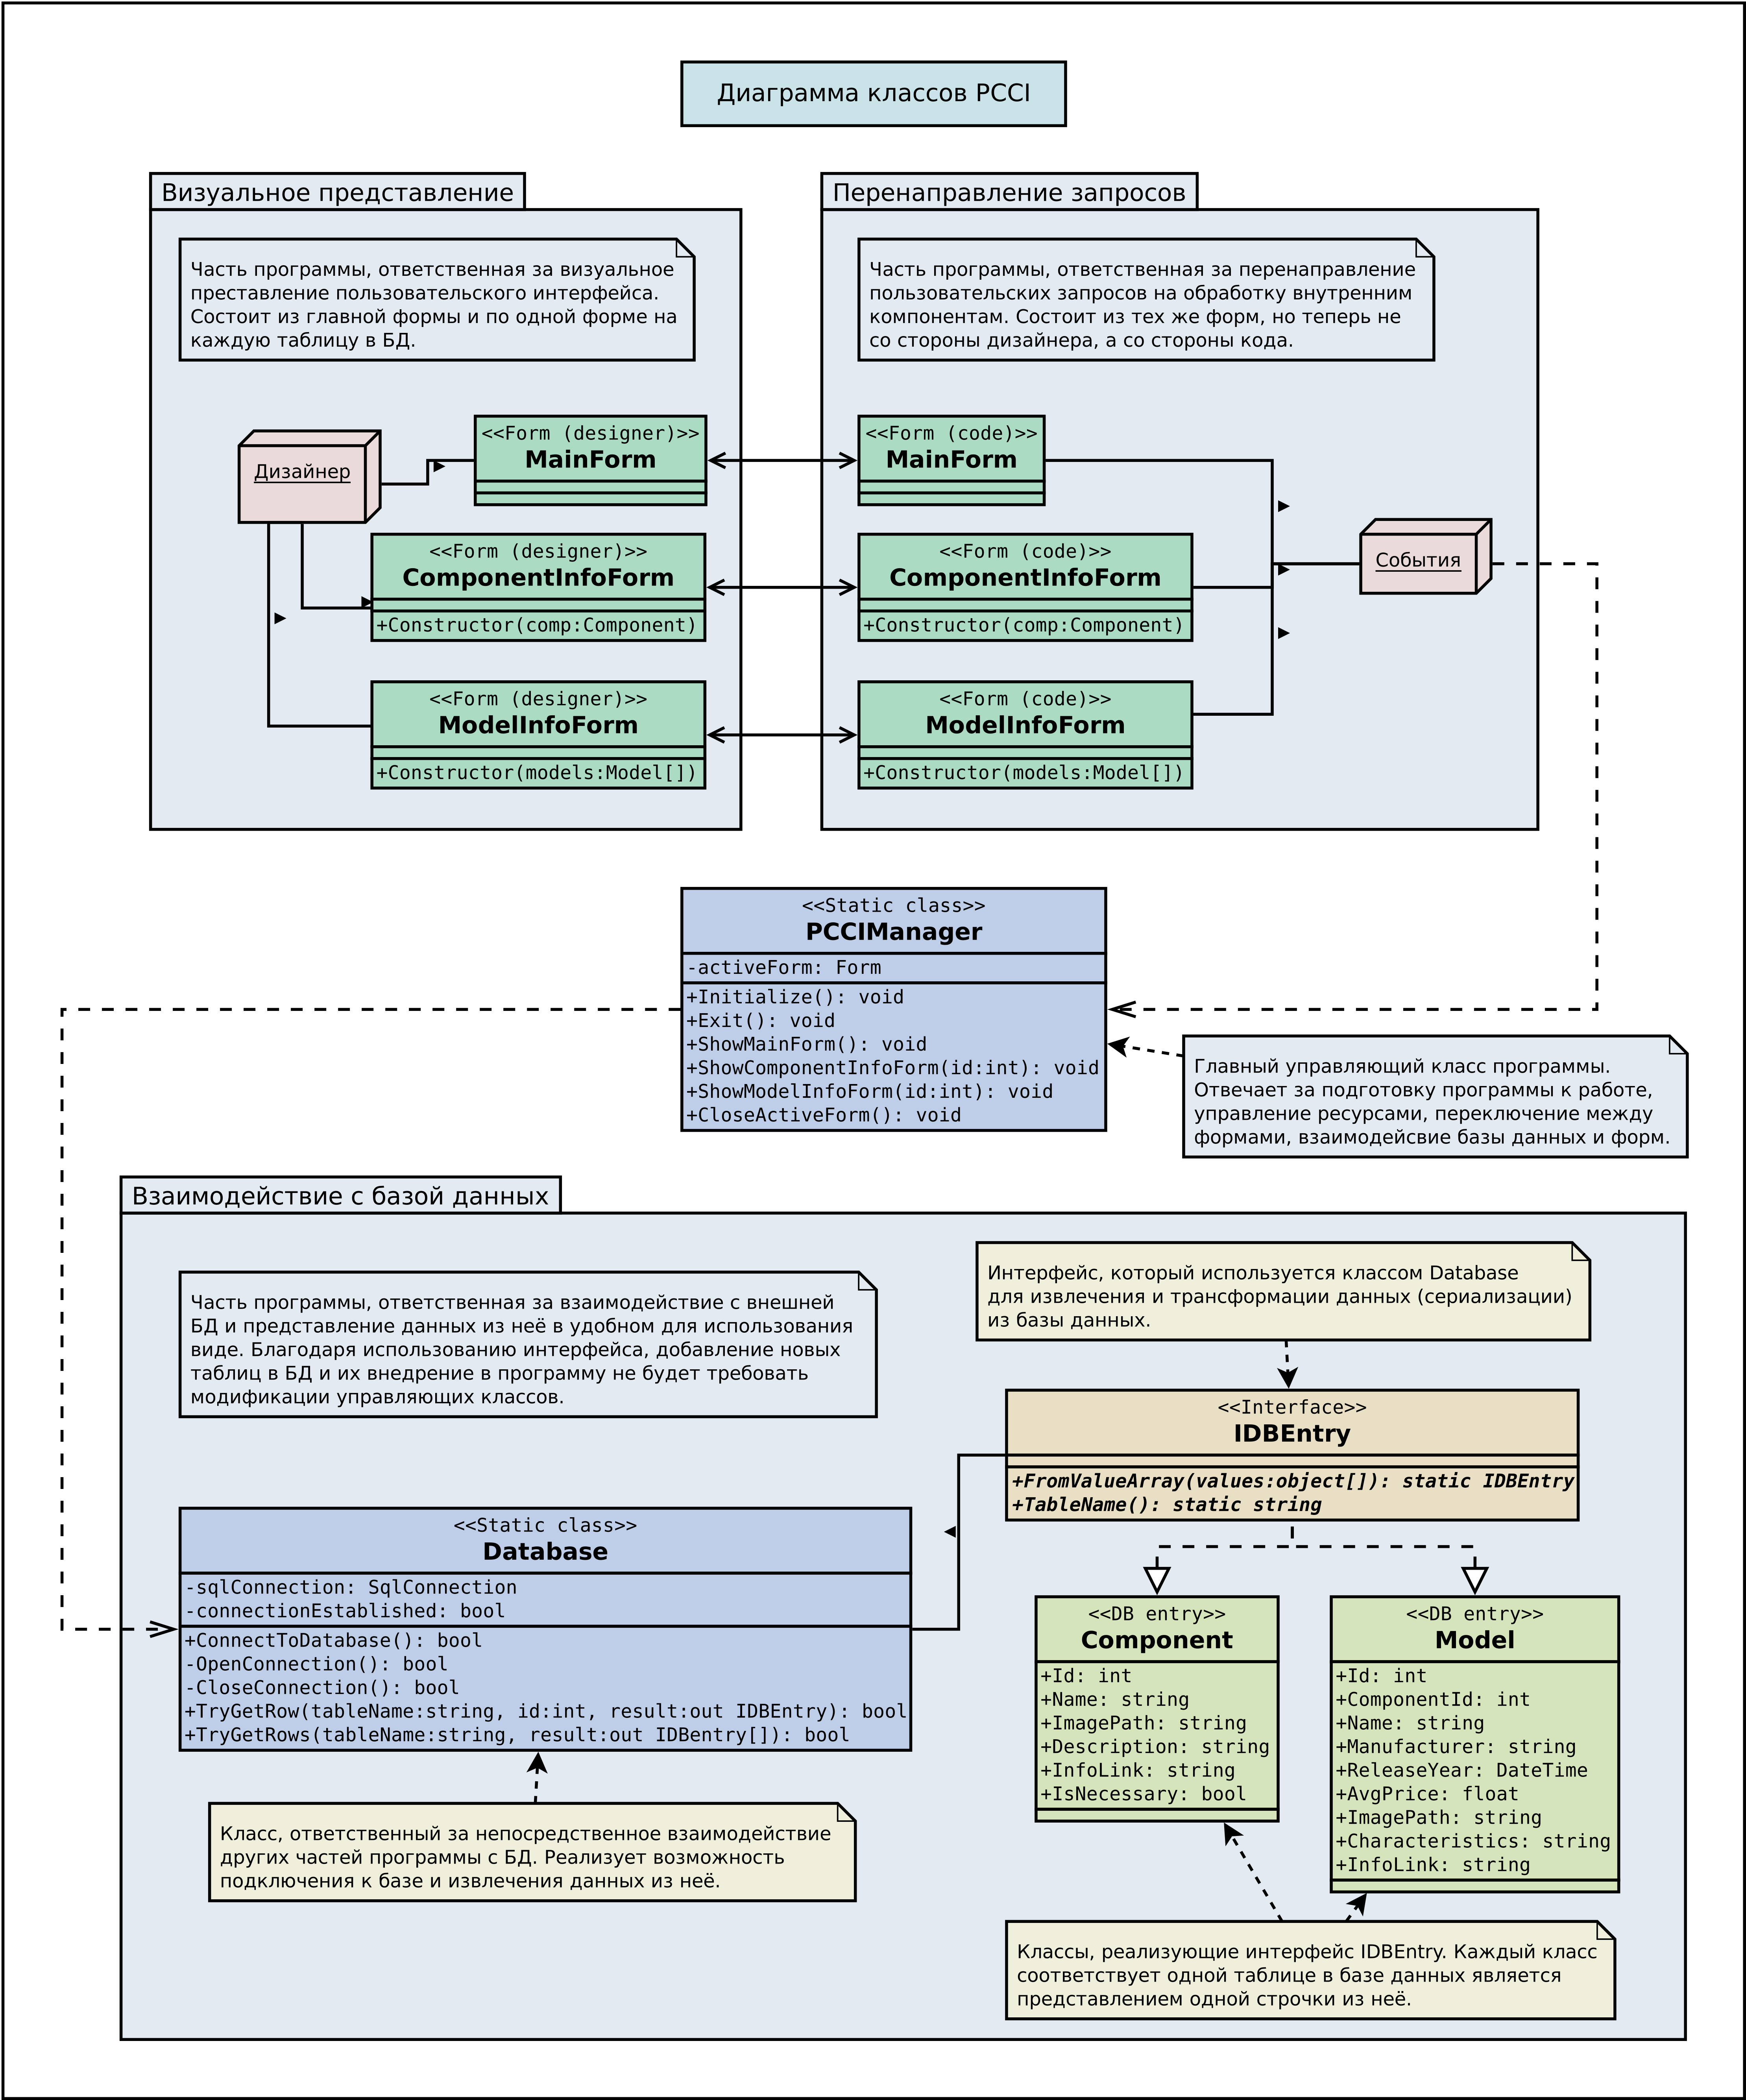 Диаграмма классов PCCI
Визуальное представление
Часть программы, ответственная за визуальное
преставление пользовательского интерфейса.
Состоит из главной формы и по одной форме на
каждую таблицу в БД.
Дизайнер
<<Form (designer)>>
MainForm
<<Form (designer)>>
ComponentInfoForm
+Constructor(comp:Component)
<<Form (designer)>>
ModelInfoForm
+Constructor(models:Model[])
Перенаправление запросов
Часть программы, ответственная за перенаправление
пользовательских запросов на обработку внутренним
компонентам. Состоит из тех же форм, но теперь не
со стороны дизайнера, а со стороны кода.
<<Form (code)>>
MainForm
<<Form (code)>>
ComponentInfoForm
+Constructor(comp:Component)
<<Form (code)>>
ModelInfoForm
+Constructor(models:Model[])
События
<<Static class>>
PCCIManager
-activeForm: Form
+Initialize(): void
+Exit(): void
+ShowMainForm(): void
+ShowComponentInfoForm(id:int): void
+ShowModelInfoForm(id:int): void
+CloseActiveForm(): void
Главный управляющий класс программы.
Отвечает за подготовку программы к работе,
управление ресурсами, переключение между
формами, взаимодейсвие базы данных и форм.
Взаимодействие с базой данных
Часть программы, ответственная за взаимодействие с внешней
БД и представление данных из неё в удобном для использования
виде. Благодаря использованию интерфейса, добавление новых
таблиц в БД и их внедрение в программу не будет требовать
модификации управляющих классов.
Интерфейс, который используется классом Database
для извлечения и трансформации данных (сериализации)
из базы данных.
<<Interface>>
IDBEntry
+FromValueArray(values:object[]): static IDBEntry
+TableName(): static string
<<Static class>>
Database
-sqlConnection: SqlConnection
-connectionEstablished: bool
+ConnectToDatabase(): bool
-OpenConnection(): bool
-CloseConnection(): bool
+TryGetRow(tableName:string, id:int, result:out IDBEntry): bool
+TryGetRows(tableName:string, result:out IDBentry[]): bool
Класс, ответственный за непосредственное взаимодействие
других частей программы с БД. Реализует возможность
подключения к базе и извлечения данных из неё.
<<DB entry>>
Component
+Id: int
+Name: string
+ImagePath: string
+Description: string
+InfoLink: string
+IsNecessary: bool
<<DB entry>>
Model
+Id: int
+ComponentId: int
+Name: string
+Manufacturer: string
+ReleaseYear: DateTime
+AvgPrice: float
+ImagePath: string
+Characteristics: string
+InfoLink: string
Классы, реализующие интерфейс IDBEntry. Каждый класс
соответствует одной таблице в базе данных является
представлением одной строчки из неё.